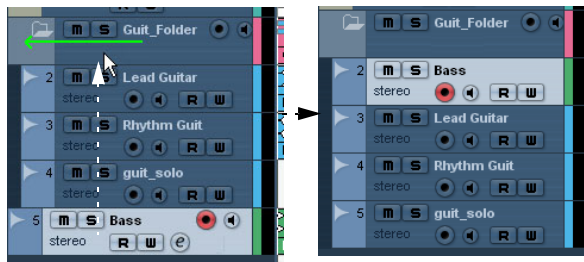 m S Guit_Folder
2 m S Lead Guitar
stereo R W
3 m S Rhythm Guit
stereo R W
4 m S guit_solo
stereo R W
5 m S Bass
stereo R W e
m S Guit_Folder
2 m S Bass
stereo R W
3 m S Lead Guitar
stereo R W
4 m S Rhythm Guit
stereo R W
5 m S guit_solo
stereo R W